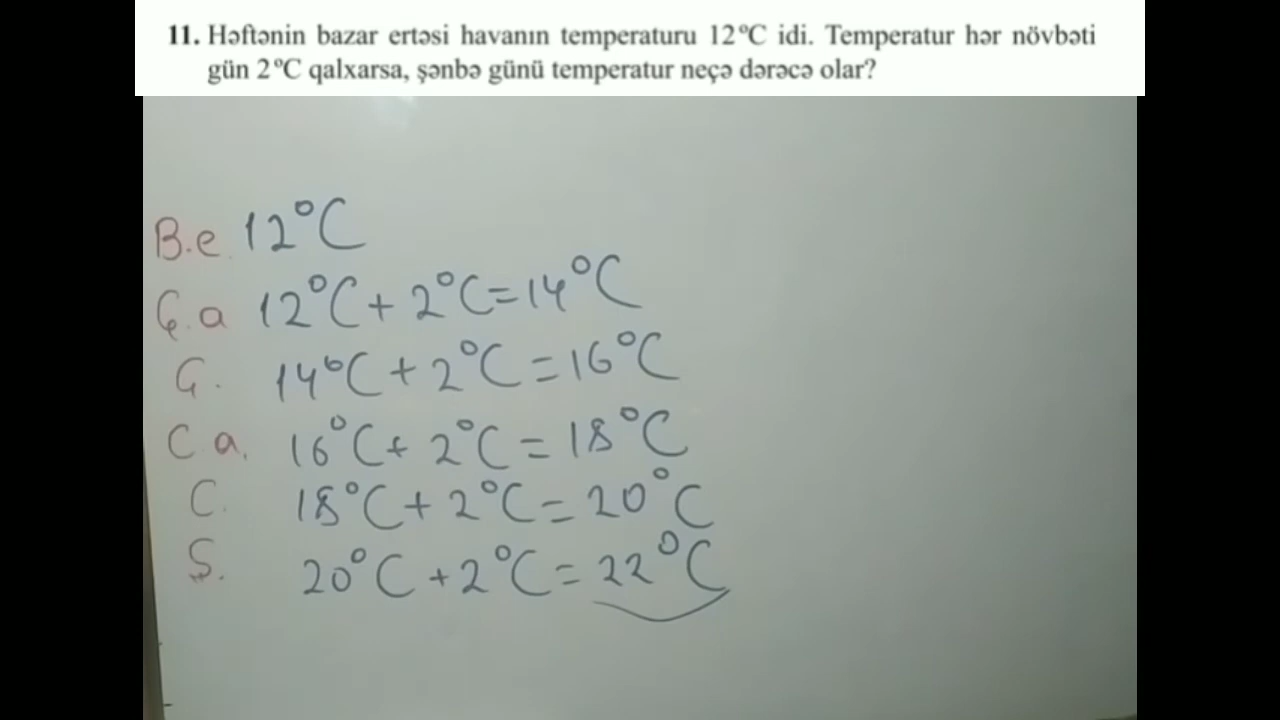 11. Həftənin bazar ertəsi havanın temperaturu 12°C idi. Temperatur hər növbəti
gün 2°C qalxarsa, şənbə günü temperatur neçə dərəcə olar?
B.e. 12°C
Ç.a 12°C + 2°C = 14°C
Ç. 14°C + 2°C = 16°C
C.a. 16°C + 2°C = 18°C
C. 18°C + 2°C = 20°C
Ş. 20°C + 2°C = 22°C